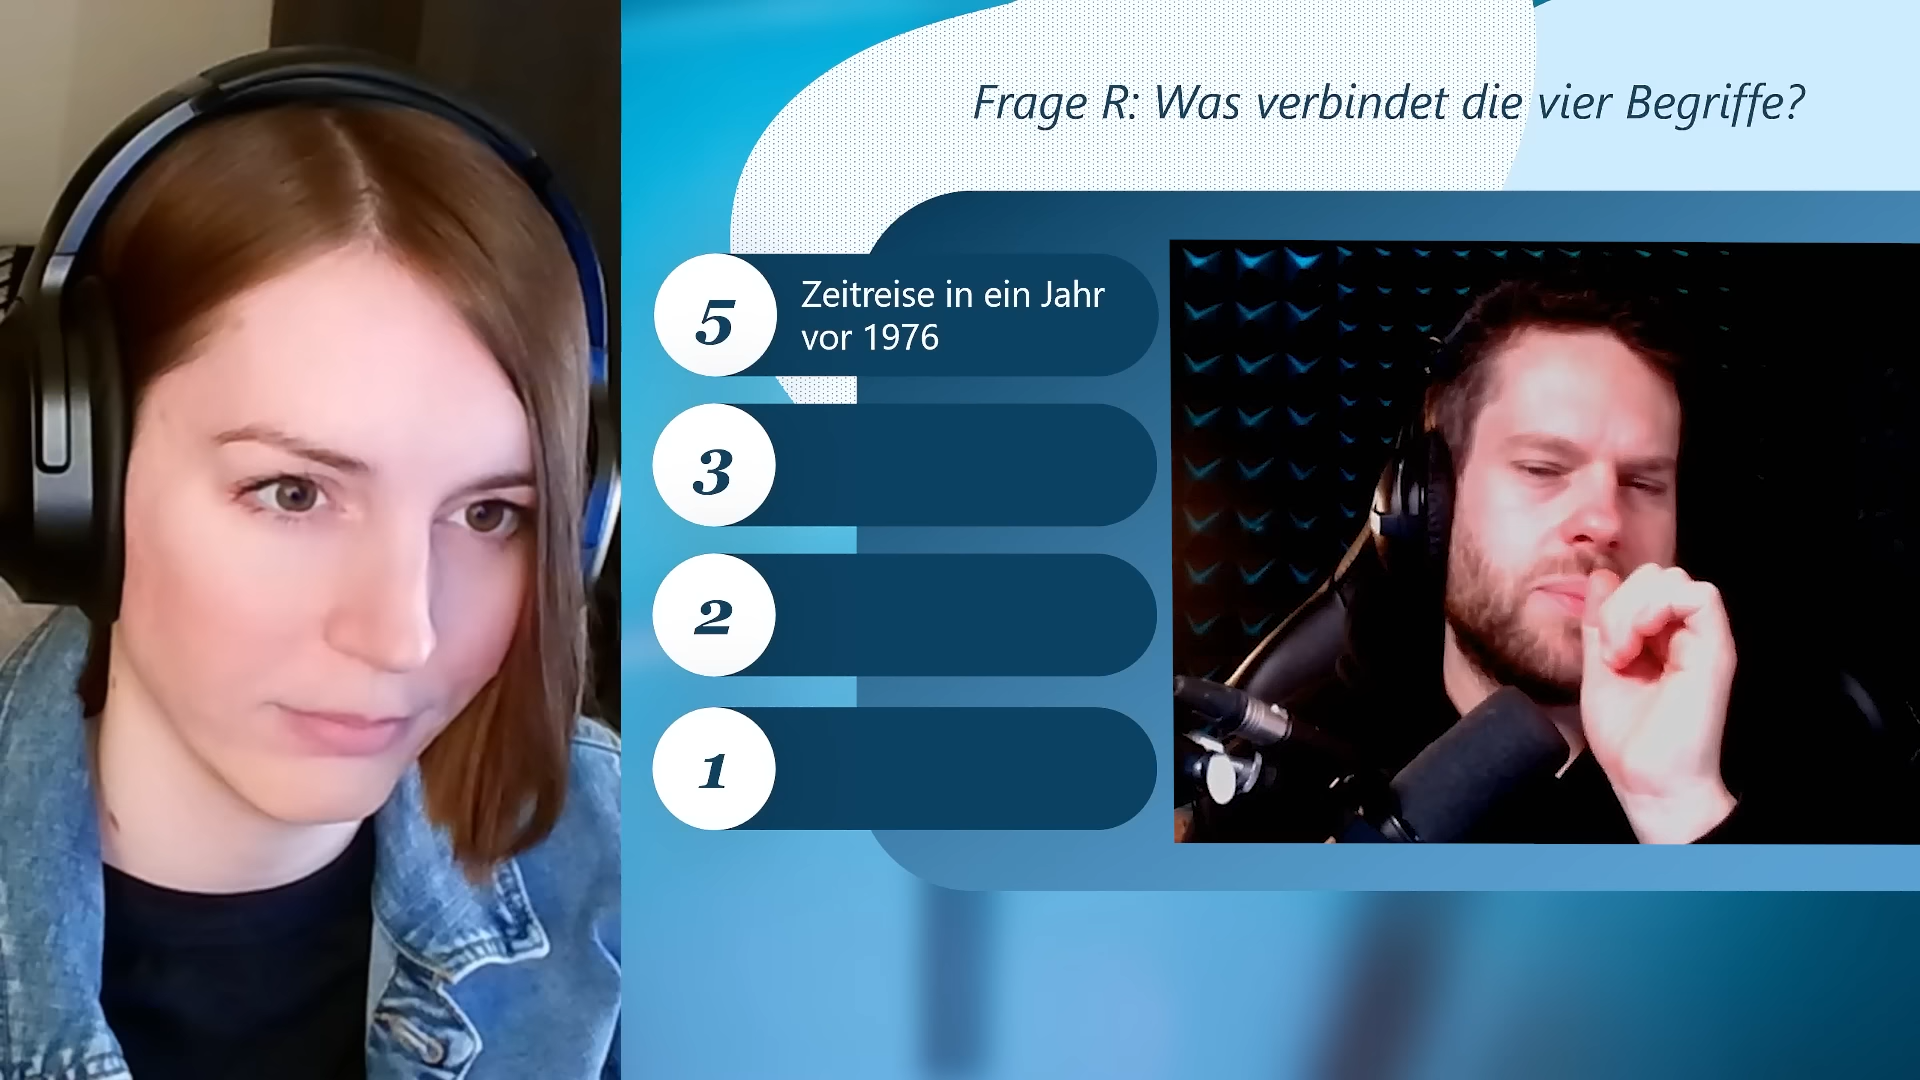 Frage R: Was verbindet die vier Begriffe?
5
Zeitreise in ein Jahr
vor 1976
3
2
1